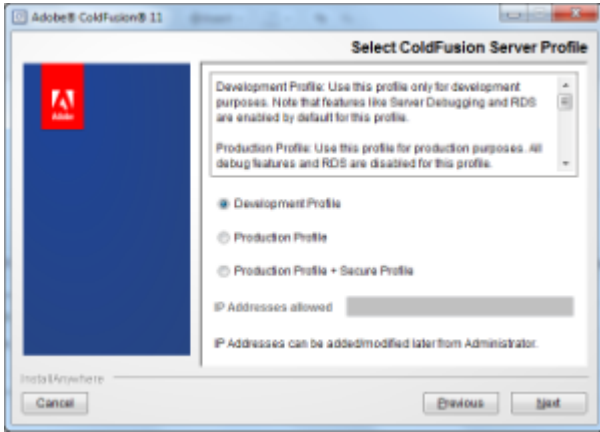 Adobe® ColdFusion® 11
Select ColdFusion Server Profile
Adobe
Development Profile: Use this profile only for development
purposes. Note that features like Server Debugging and RDS
are enabled by default for this profile.
Production Profile: Use this profile for production purposes. All
debug features and RDS are disabled for this profile.
Development Profile
Production Profile
Production Profile + Secure Profile
IP Addresses allowed
IP Addresses can be added/modified later from Administrator.
InstallAnywhere
Cancel
Previous
Next